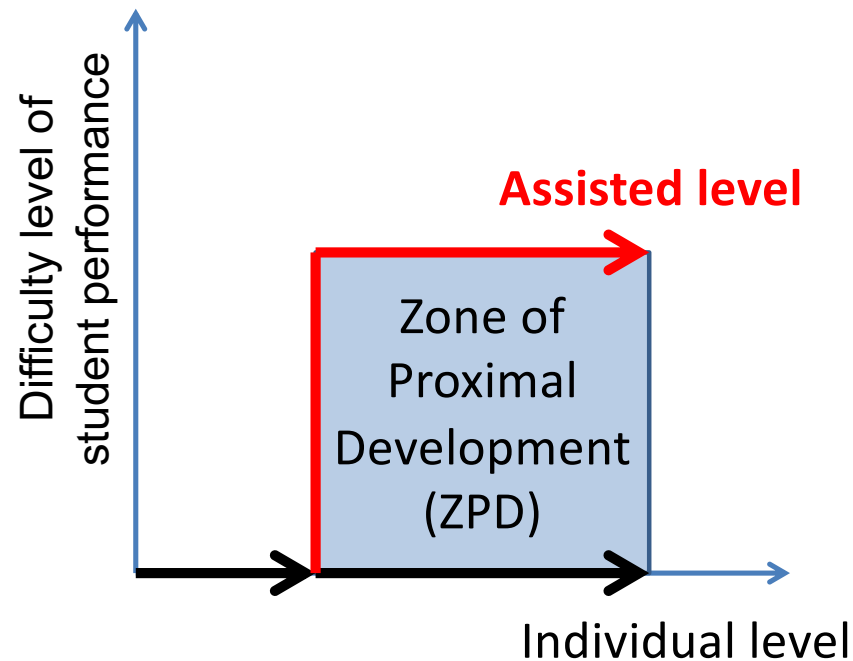 Difficulty level of
student performance
Assisted level
Zone of
Proximal
Development
(ZPD)
Individual level